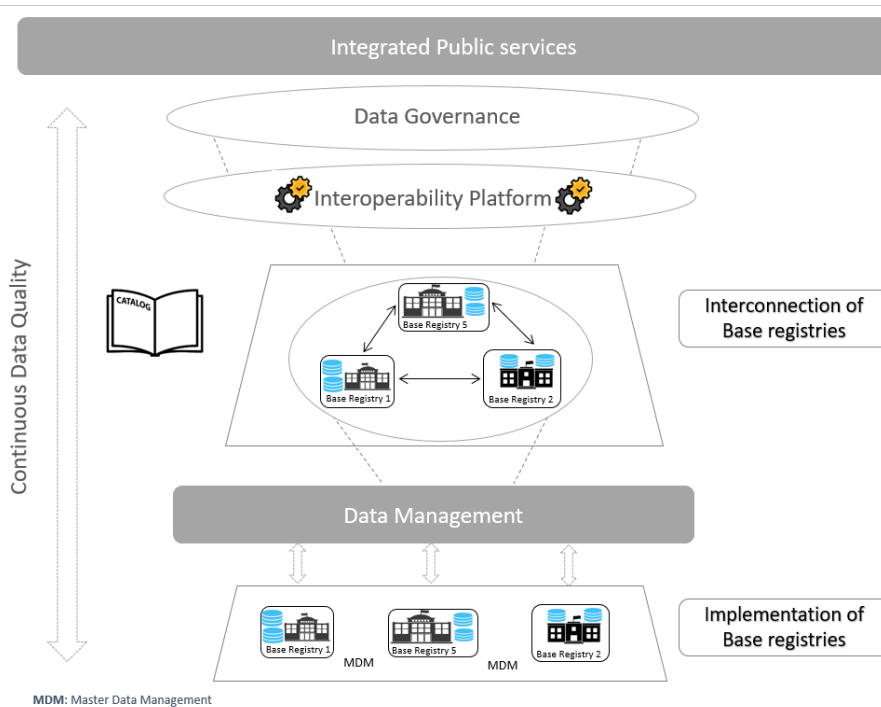 Integrated Public services
Data Governance
Interoperability Platform
Continuous Data Quality
CATALOG
Base Registry 5
Base Registry 1
Base Registry 2
Interconnection of
Base registries
Data Management
Base Registry 1
MDM
Base Registry 5
MDM
Base Registry 2
Implementation of
Base registries
MDM: Master Data Management